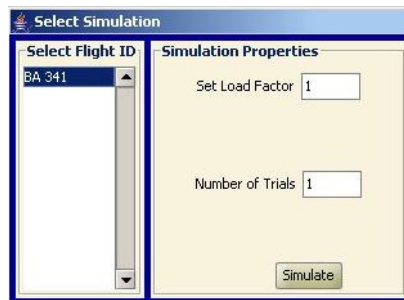 Select Simulation
Select Flight ID
BA 341
Simulation Properties
Set Load Factor 1
Number of Trials 1
Simulate